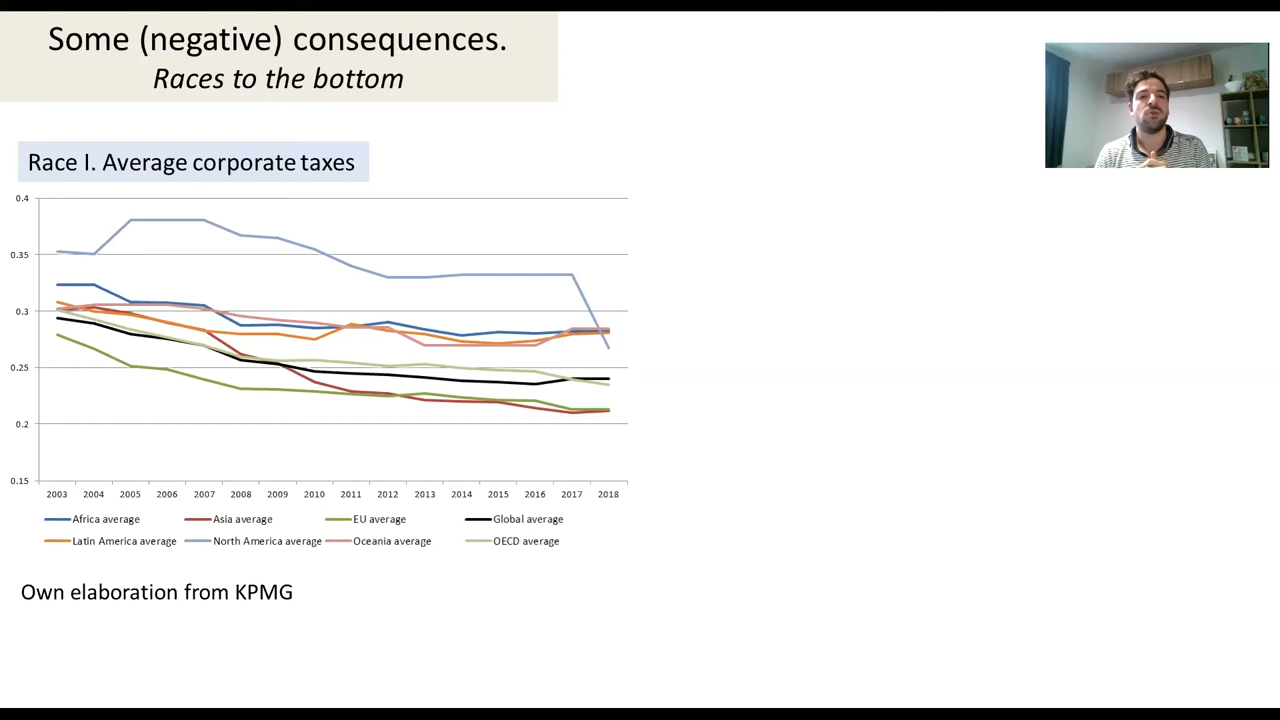 Some (negative) consequences.
Races to the bottom
Race I. Average corporate taxes
0.4
0.35
0.3
0.25
0.2
0.15
2003 2004 2005 2006 2007 2008 2009 2010 2011 2012 2013 2014 2015 2016 2017 2018
Africa average Asia average EU average Global average
Latin America average North America average Oceania average OECD average
Own elaboration from KPMG